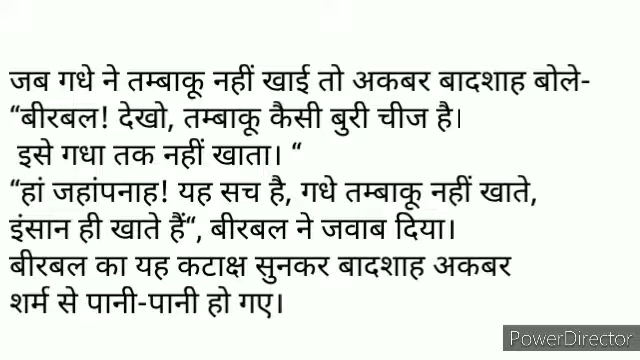 जब गधे ने तम्बाकू नहीं खाई तो अकबर बादशाह बोले-
“बीरबल! देखो, तम्बाकू कैसी बुरी चीज है।
इसे गधा तक नहीं खाता। “
“हां जहांपनाह! यह सच है, गधे तम्बाकू नहीं खाते,
इंसान ही खाते हैं“, बीरबल ने जवाब दिया।
बीरबल का यह कटाक्ष सुनकर बादशाह अकबर
शर्म से पानी-पानी हो गए।
PowerDirector